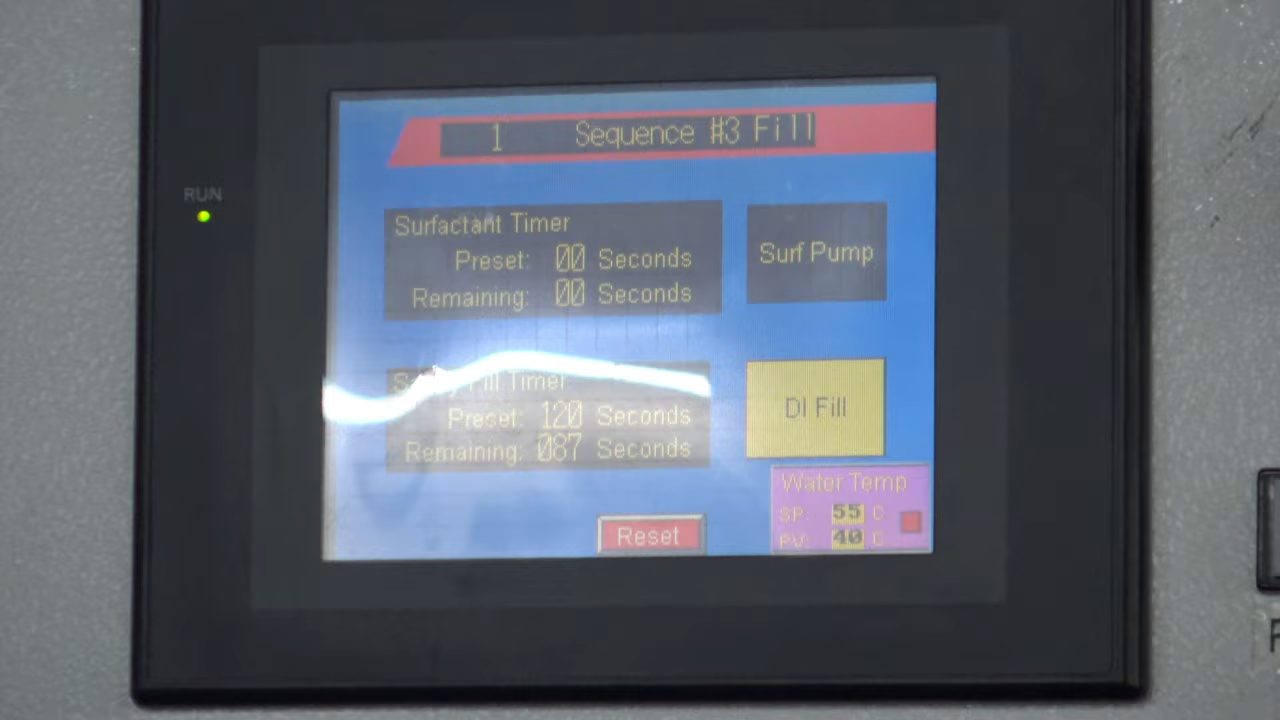 RUN
1 Sequence #3 Fill
Surfactant Timer
Preset: 00 Seconds
Remaining: 00 Seconds
Surf Pump
Fill Timer
Preset: 120 Seconds
Remaining: 087 Seconds
DI Fill
Water Temp
SP: 55 C
PV: 40 C
Reset